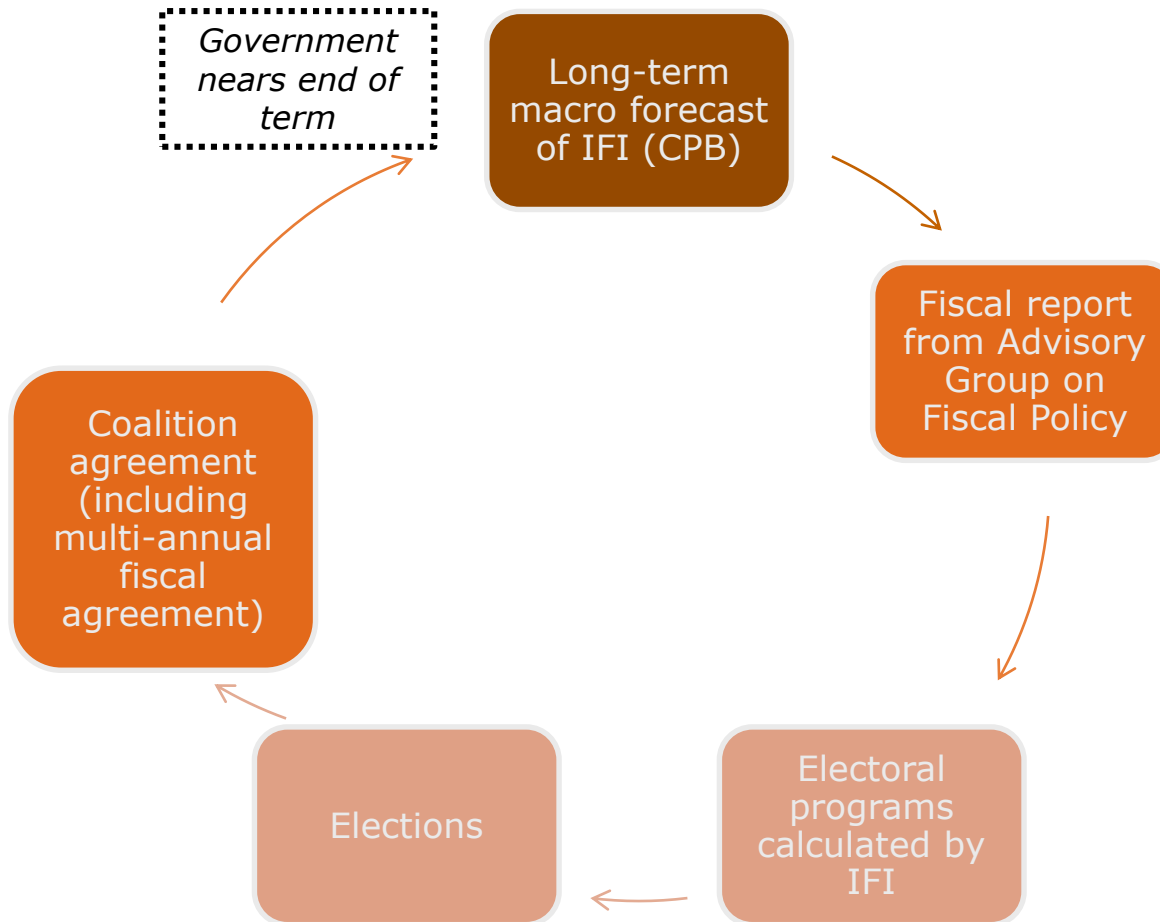 Government
nears end of
term
Long-term
macro forecast
of IFI (CPB)
Fiscal report
from Advisory
Group on
Fiscal Policy
Electoral
programs
calculated by
IFI
Elections
Coalition
agreement
(including
multi-annual
fiscal
agreement)